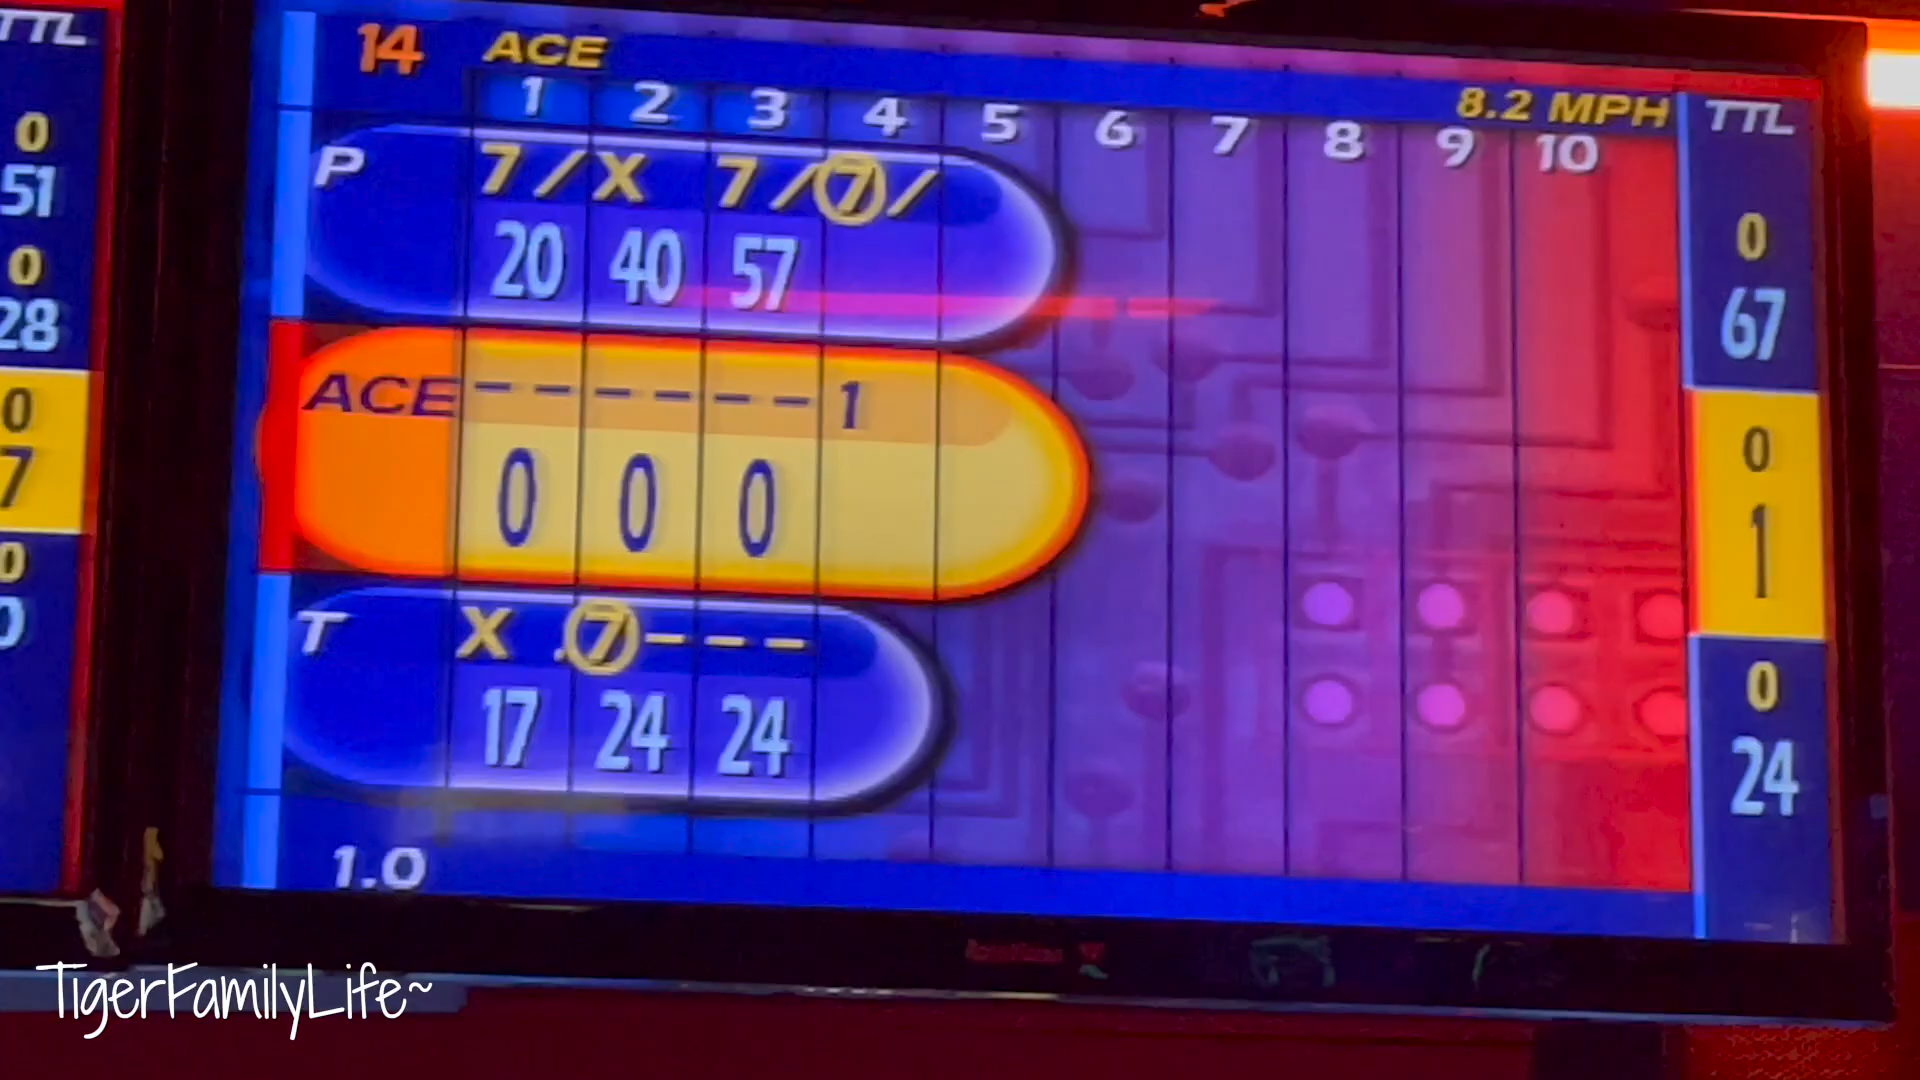 TTL
0
51
0
28
0
7
0
0
14 ACE
8.2 MPH
1 2 3 4 5 6 7 8 9 10 TTL
P 7 / X 7 / 7 /
20 40 57
0
67
ACE - - - - - - 1
0 0 0
0
1
T X 7 - - -
17 24 24
0
24
1.0
TigerFamilyLife~